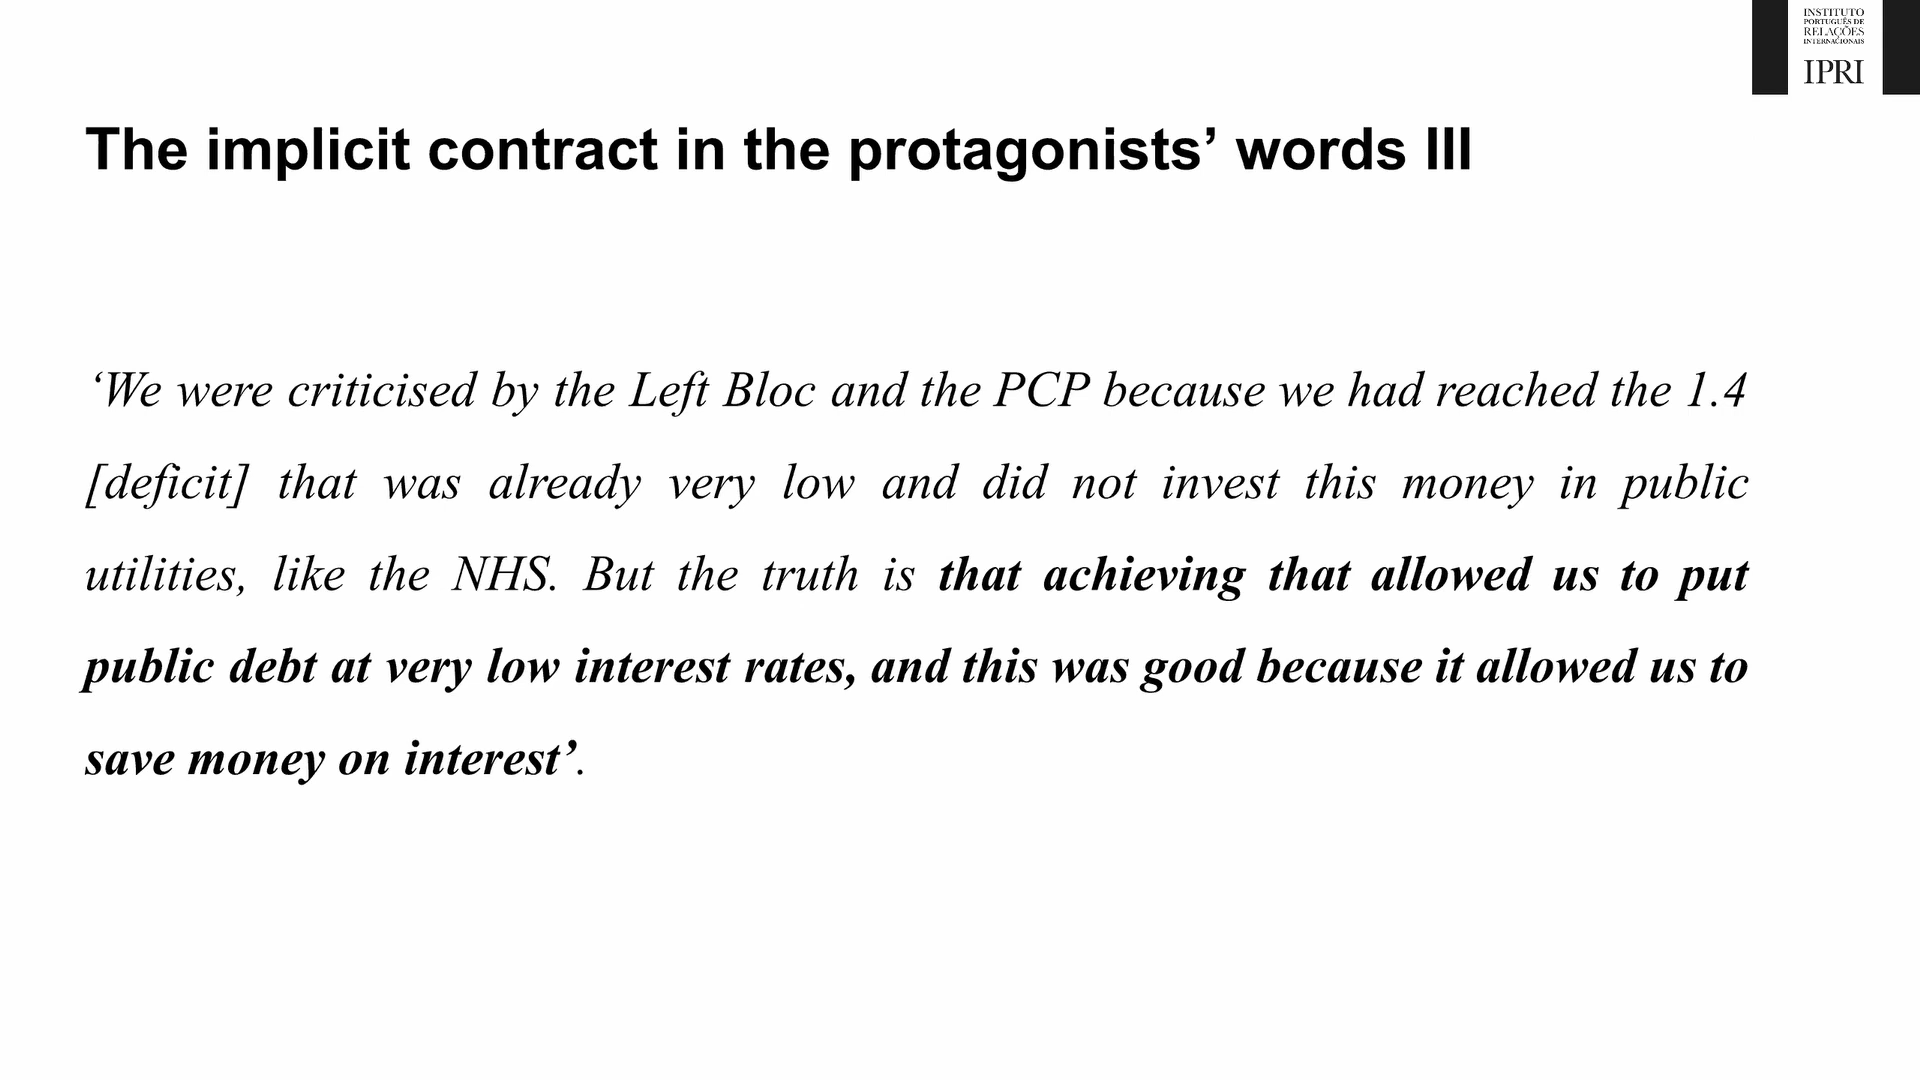 INSTITUTO
PORTUGUÊS DE
RELAÇÕES
INTERNACIONAIS
IPRI
The implicit contract in the protagonists’ words III
‘We were criticised by the Left Bloc and the PCP because we had reached the 1.4
[deficit] that was already very low and did not invest this money in public
utilities, like the NHS. But the truth is that achieving that allowed us to put
public debt at very low interest rates, and this was good because it allowed us to
save money on interest’.